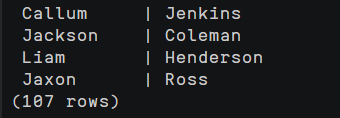 Callum | Jenkins
Jackson | Coleman
Liam | Henderson
Jaxon | Ross
(107 rows)